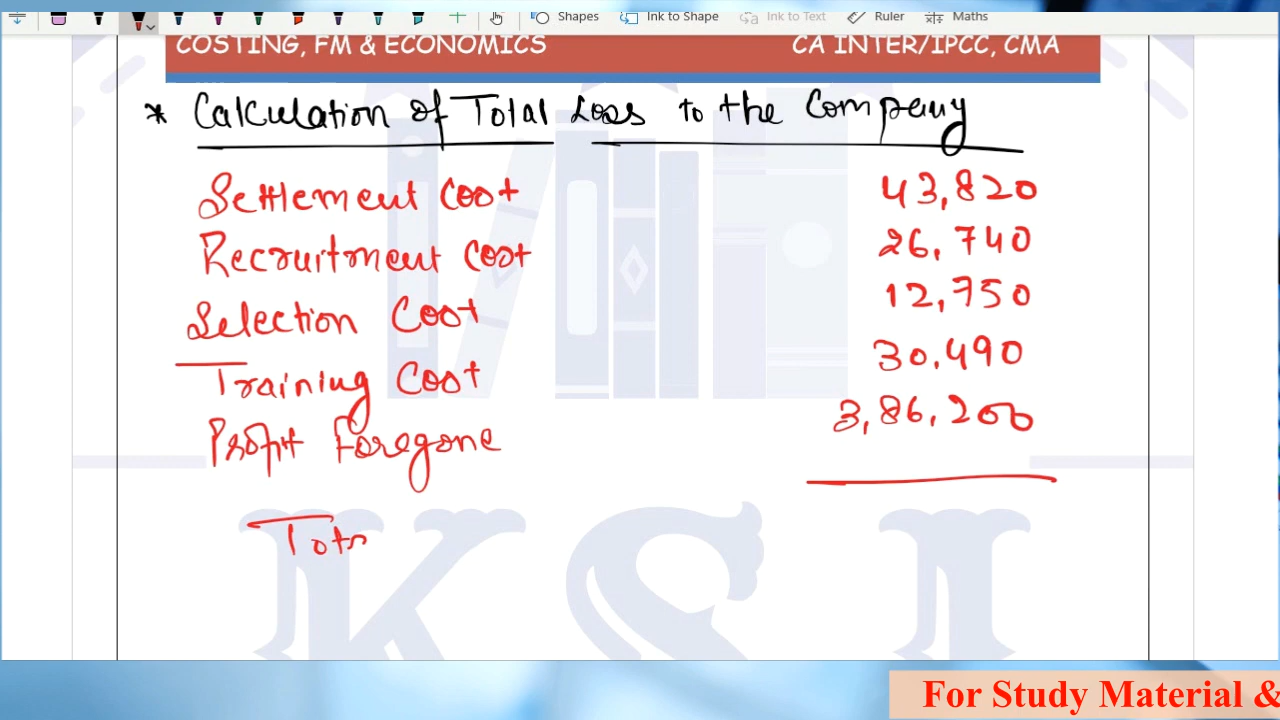 Shapes Ink to Shape Ink to Text Ruler Maths
COSTING, FM & ECONOMICS CA INTER/IPCC, CMA
* Calculation of Total Loss to the Company
Settlement Cost 43,820
Recruitment Cost 26,740
Selection Cost 12,750
Training Cost 30,490
Profit Foregone 3,86,200
Tota
KSI
For Study Material &